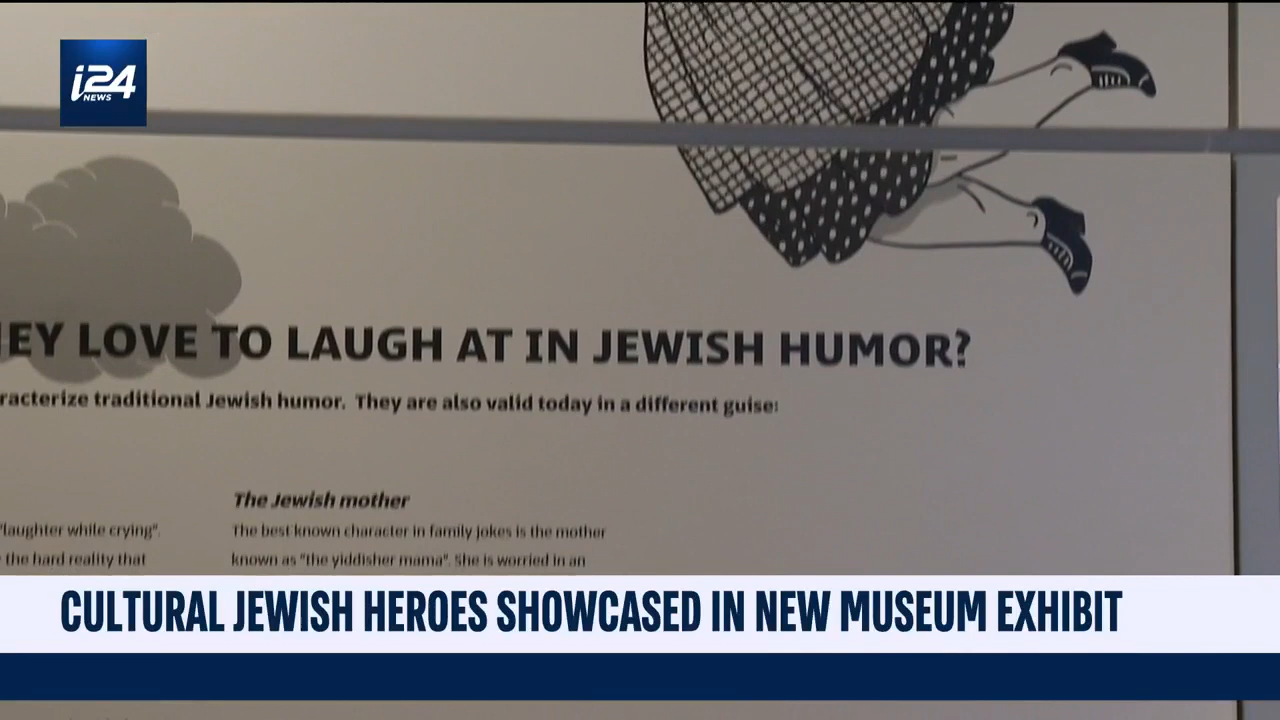 i24
NEWS
EY LOVE TO LAUGH AT IN JEWISH HUMOR?
racterize traditional Jewish humor. They are also valid today in a different guise:
The Jewish mother
"laughter while crying".
The best known character in family jokes is the mother
the hard reality that
known as "the yiddisher mama". She is worried in an
CULTURAL JEWISH HEROES SHOWCASED IN NEW MUSEUM EXHIBIT